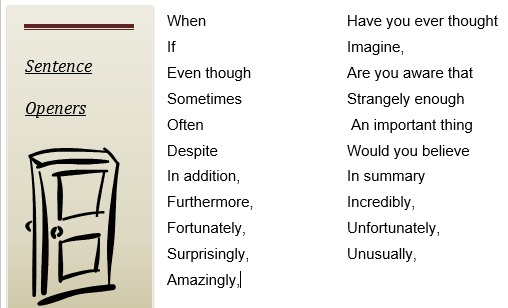 Sentence
Openers
When
If
Even though
Sometimes
Often
Despite
In addition,
Furthermore,
Fortunately,
Surprisingly,
Amazingly,
Have you ever thought
Imagine,
Are you aware that
Strangely enough
An important thing
Would you believe
In summary
Incredibly,
Unfortunately,
Unusually,